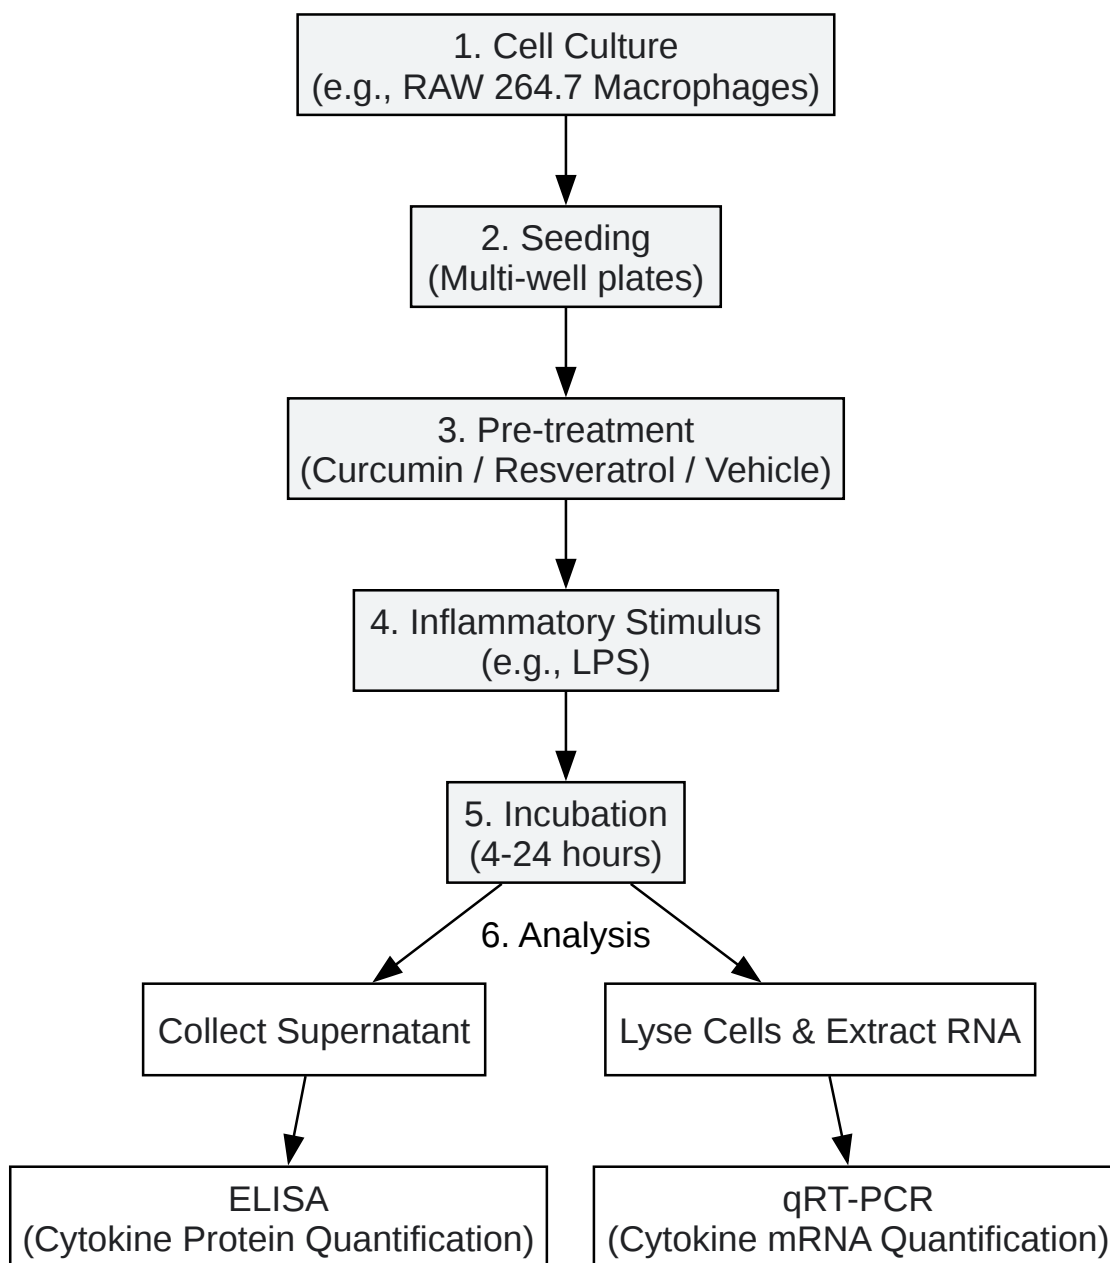 1. Cell Culture
(e.g., RAW 264.7 Macrophages)
2. Seeding
(Multi-well plates)
3. Pre-treatment
(Curcumin / Resveratrol / Vehicle)
4. Inflammatory Stimulus
(e.g., LPS)
5. Incubation
(4-24 hours)
6. Analysis
Collect Supernatant
Lyse Cells & Extract RNA
ELISA
(Cytokine Protein Quantification)
qRT-PCR
(Cytokine mRNA Quantification)